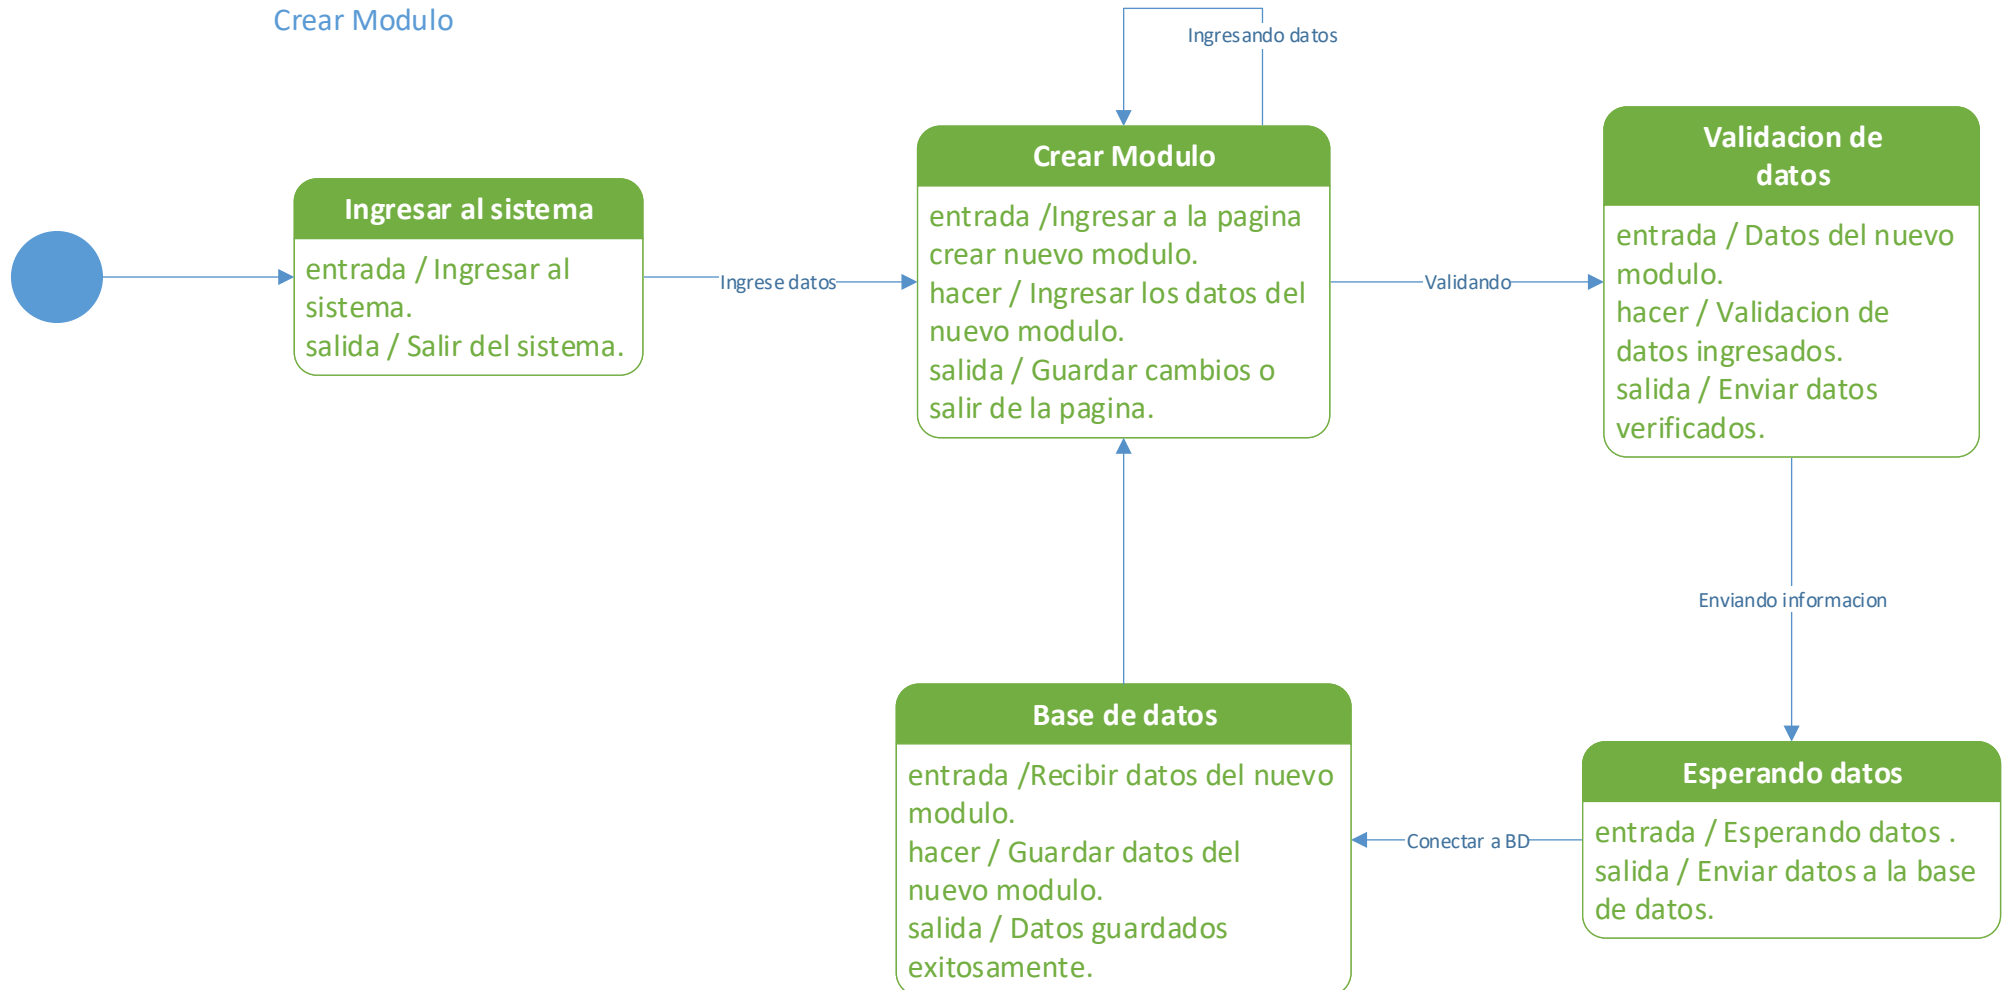 Crear Modulo
Ingresando datos
Ingresar al sistema
entrada / Ingresar al
sistema.
salida / Salir del sistema.
Ingrese datos
Crear Modulo
entrada /Ingresar a la pagina
crear nuevo modulo.
hacer / Ingresar los datos del
nuevo modulo.
salida / Guardar cambios o
salir de la pagina.
Validando
Validacion de
datos
entrada / Datos del nuevo
modulo.
hacer / Validacion de
datos ingresados.
salida / Enviar datos
verificados.
Enviando informacion
Esperando datos
entrada / Esperando datos .
salida / Enviar datos a la base
de datos.
Conectar a BD
Base de datos
entrada /Recibir datos del nuevo
modulo.
hacer / Guardar datos del
nuevo modulo.
salida / Datos guardados
exitosamente.